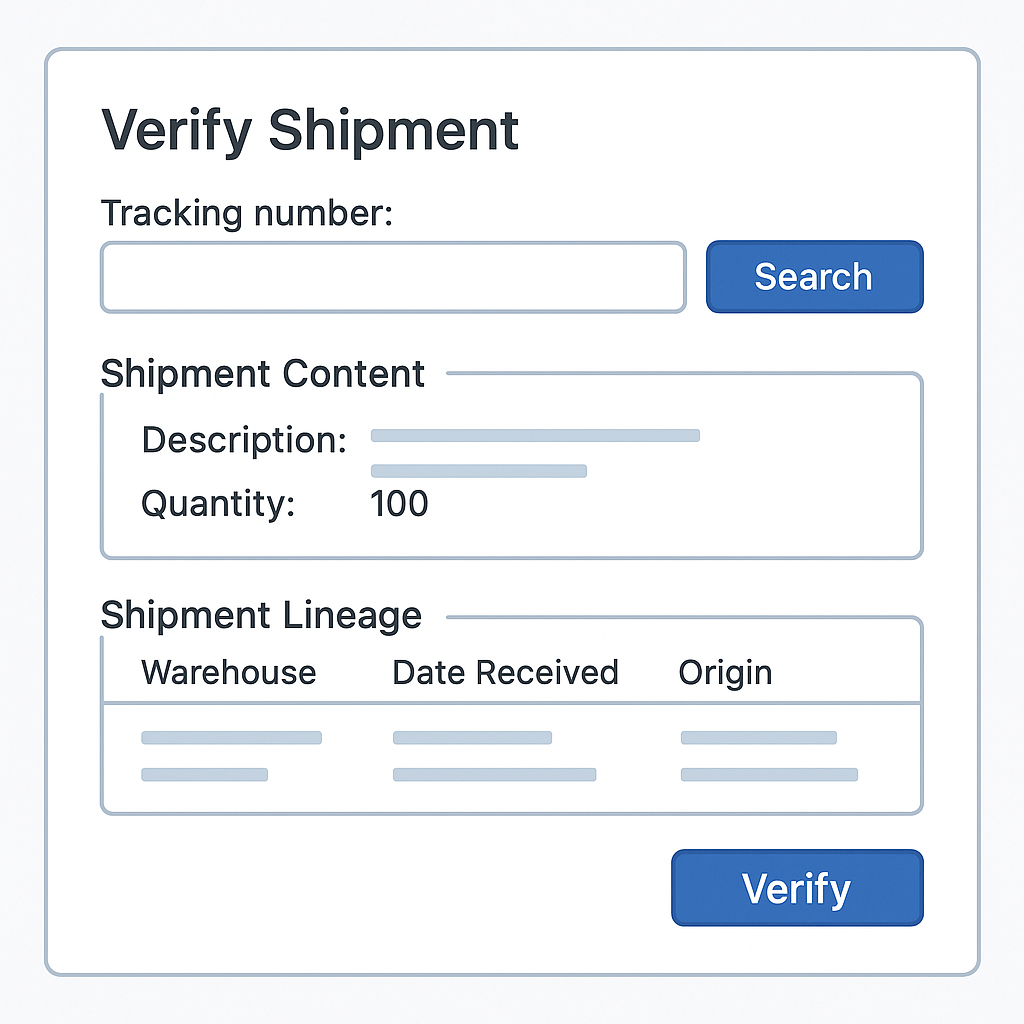 Verify Shipment
Tracking number:
Search
Shipment Content
Description:
Quantity: 100
Shipment Lineage
Warehouse Date Received Origin
Verify